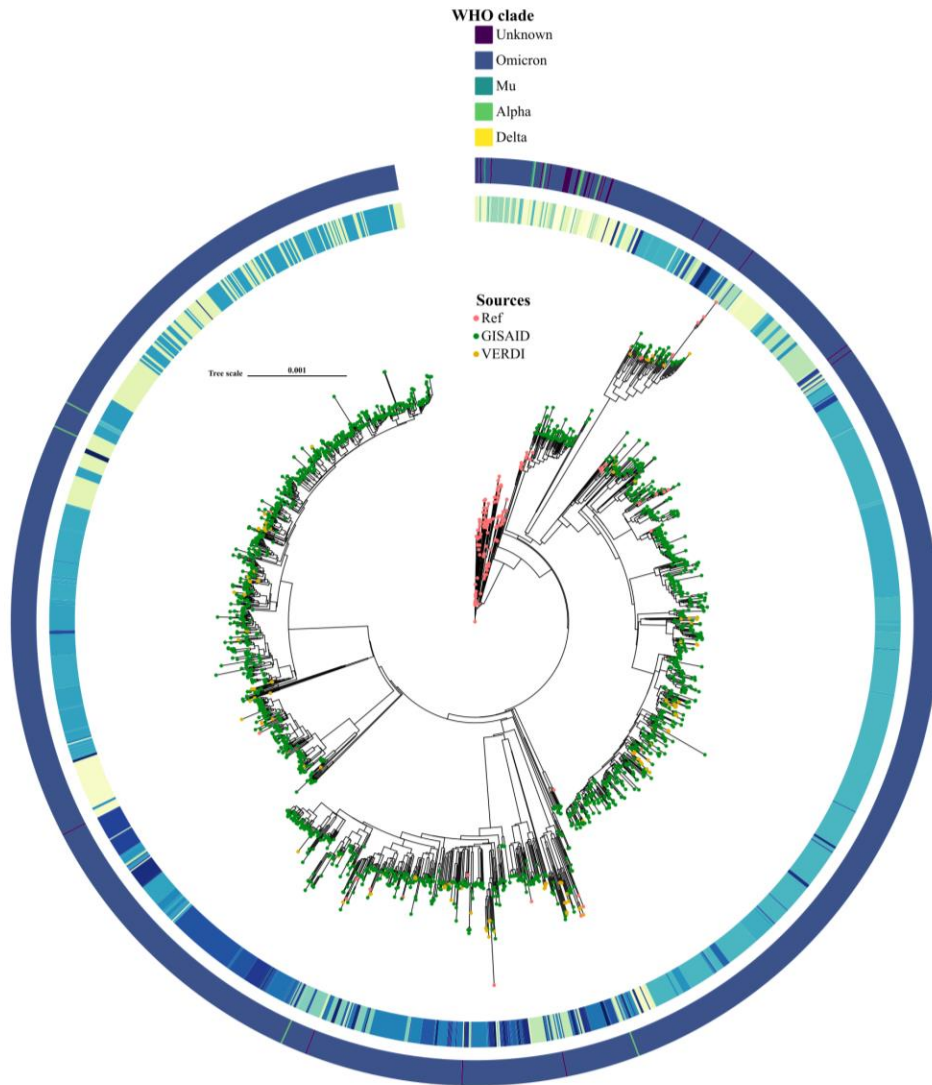 WHO clade
Unknown
Omicron
Mu
Alpha
Delta
Sources
Ref
GISAID
VERDI
Tree scale 0.001